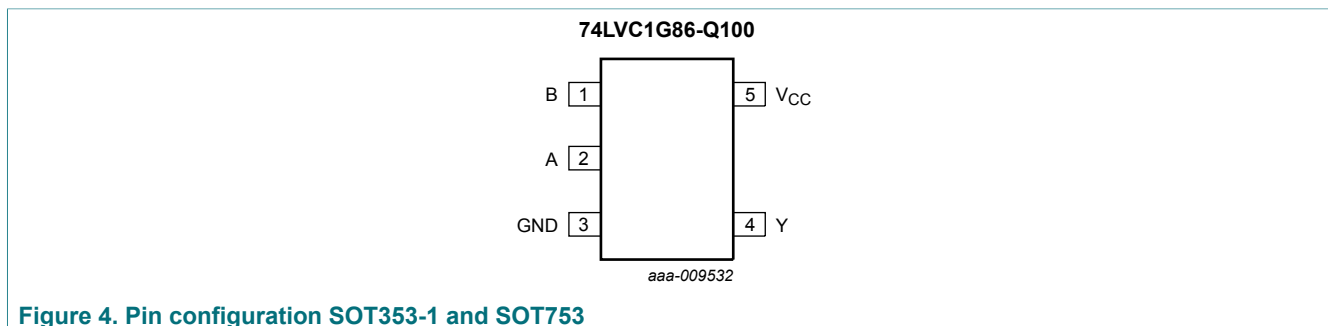 74LVC1G86-Q100
B 1 5 VCC
A 2
GND 3 4 Y
aaa-009532
Figure 4. Pin configuration SOT353-1 and SOT753